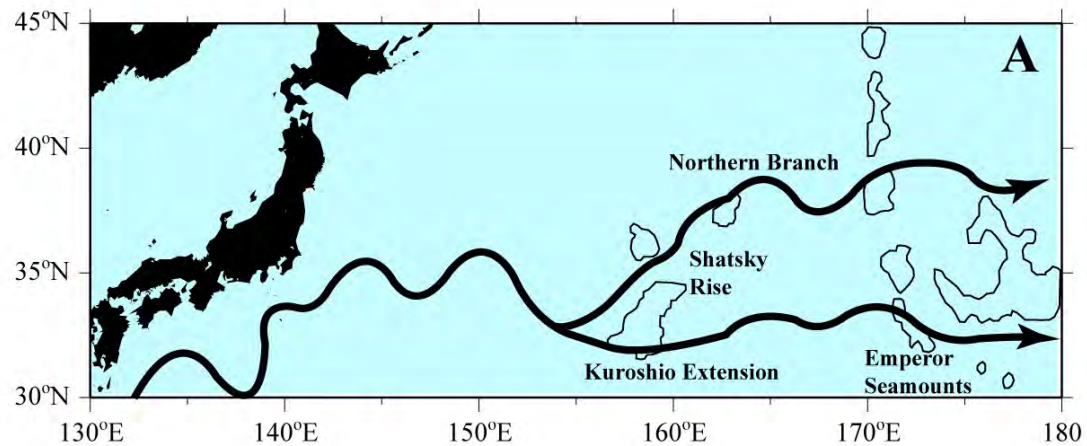 45°N
A
40°N
Northern Branch
35°N
Shatsky
Rise
Kuroshio Extension
Emperor
Seamounts
30°N
130°E 140°E 150°E 160°E 170°E 180